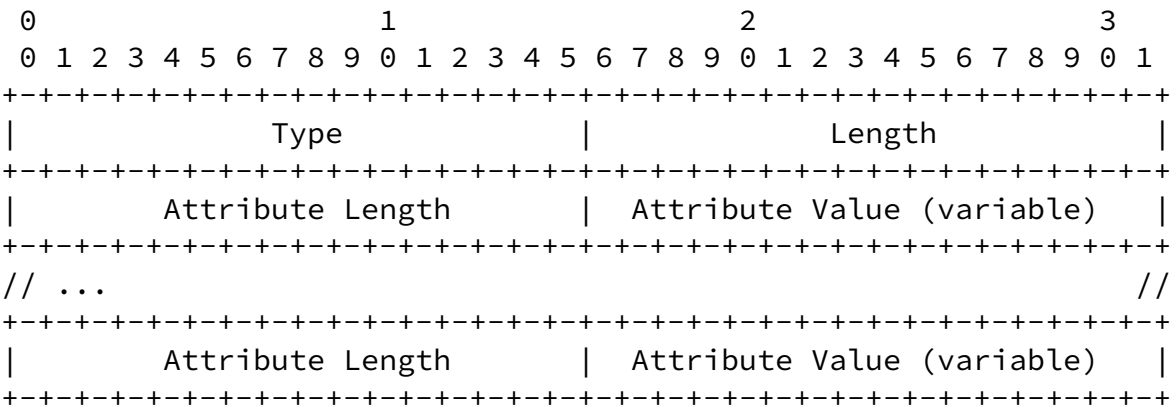 0                   1                   2                   3
 0 1 2 3 4 5 6 7 8 9 0 1 2 3 4 5 6 7 8 9 0 1 2 3 4 5 6 7 8 9 0 1
+-+-+-+-+-+-+-+-+-+-+-+-+-+-+-+-+-+-+-+-+-+-+-+-+-+-+-+-+-+-+-+-+
|              Type             |             Length            |
+-+-+-+-+-+-+-+-+-+-+-+-+-+-+-+-+-+-+-+-+-+-+-+-+-+-+-+-+-+-+-+-+
|        Attribute Length       |  Attribute Value (variable)   |
+-+-+-+-+-+-+-+-+-+-+-+-+-+-+-+-+-+-+-+-+-+-+-+-+-+-+-+-+-+-+-+-+
// ...                                                         //
+-+-+-+-+-+-+-+-+-+-+-+-+-+-+-+-+-+-+-+-+-+-+-+-+-+-+-+-+-+-+-+-+
|        Attribute Length       |  Attribute Value (variable)   |
+-+-+-+-+-+-+-+-+-+-+-+-+-+-+-+-+-+-+-+-+-+-+-+-+-+-+-+-+-+-+-+-+